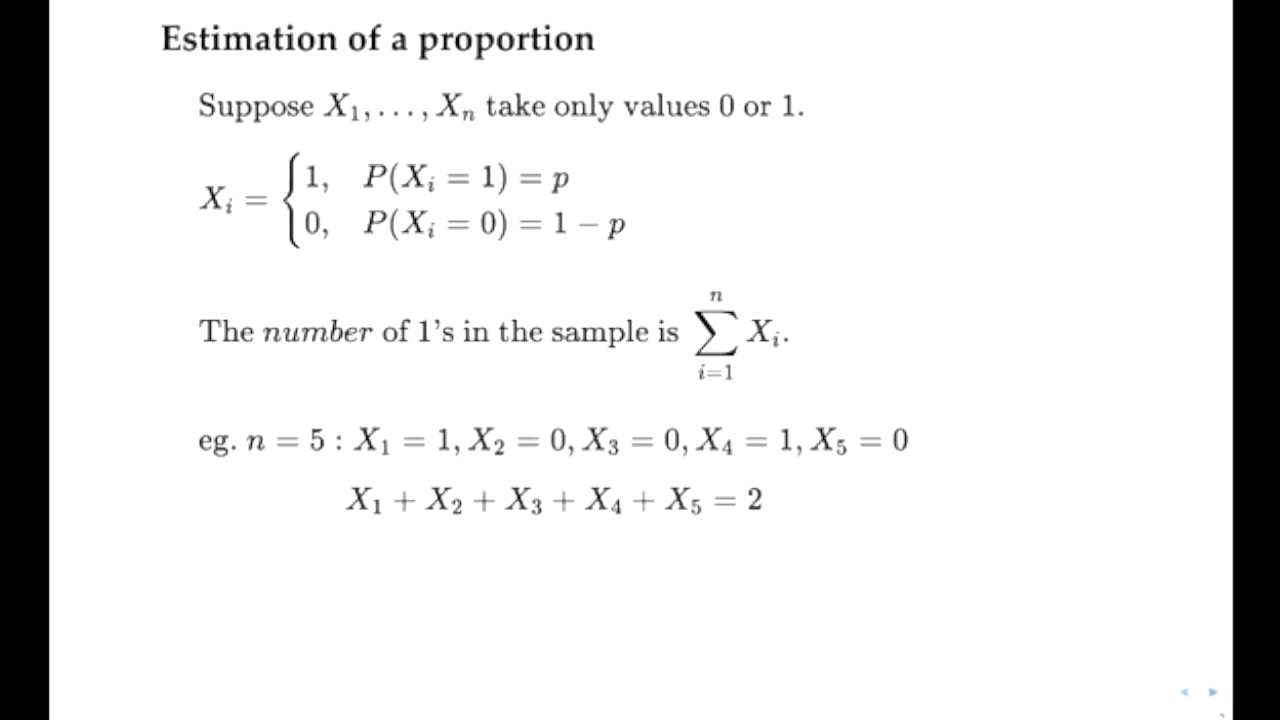 Estimation of a proportion
Suppose X₁, . . . , Xₙ take only values 0 or 1.
Xᵢ = { 1, P(Xᵢ = 1) = p
0, P(Xᵢ = 0) = 1 − p
The number of 1's in the sample is ∑ᵢ₌₁ⁿ Xᵢ.
eg. n = 5 : X₁ = 1, X₂ = 0, X₃ = 0, X₄ = 1, X₅ = 0
X₁ + X₂ + X₃ + X₄ + X₅ = 2